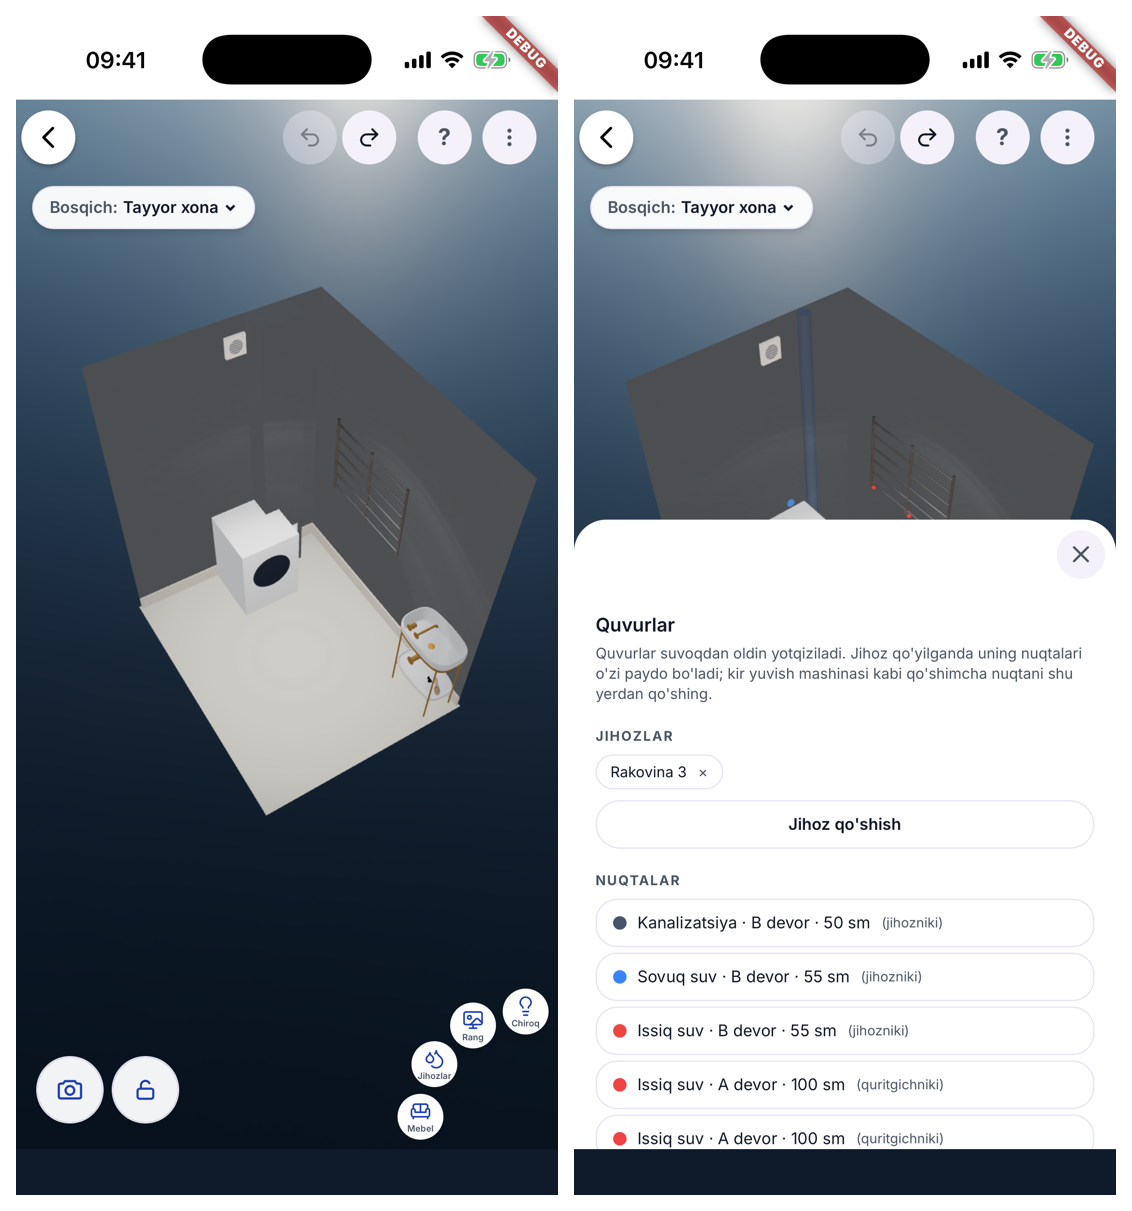 09:41
DEBUG
?
Bosqich: Tayyor xona
Chiroq
Rang
Jihozlar
Mebel
09:41
DEBUG
?
Bosqich: Tayyor xona
Quvurlar
Quvurlar suvoqdan oldin yotqiziladi. Jihoz qo'yilganda uning nuqtalari
o'zi paydo bo'ladi; kir yuvish mashinasi kabi qo'shimcha nuqtani shu
yerdan qo'shing.
JIHOZLAR
Rakovina 3 ×
Jihoz qo'shish
NUQTALAR
Kanalizatsiya · B devor · 50 sm (jihozniki)
Sovuq suv · B devor · 55 sm (jihozniki)
Issiq suv · B devor · 55 sm (jihozniki)
Issiq suv · A devor · 100 sm (quritgichniki)
Issiq suv · A devor · 100 sm (quritgichniki)